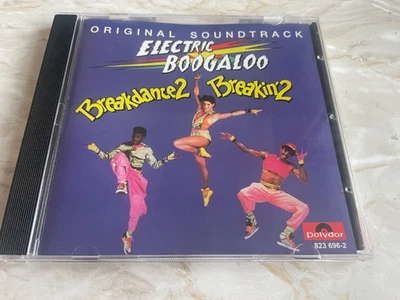 ORIGINAL SOUNDTRACK
ELECTRIC
BOOGALOO
Breakdance2 Breakin'2
polydor
823 696-2